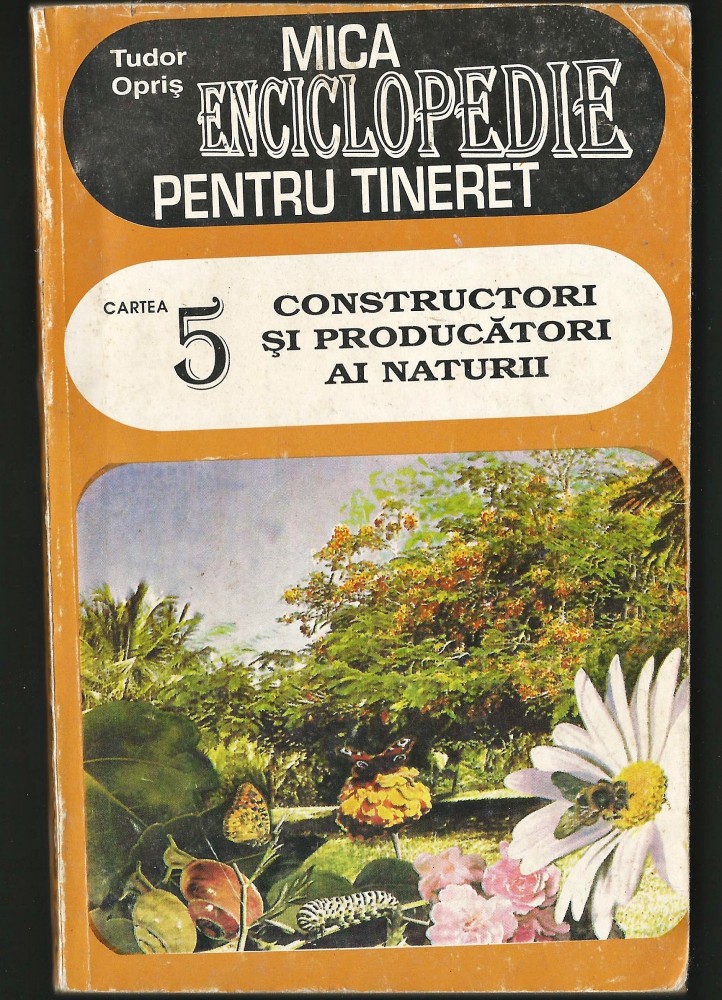 Tudor
Opriş
MICA
ENCICLOPEDIE
PENTRU TINERET
CARTEA
5
CONSTRUCTORI
ŞI PRODUCĂTORI
AI NATURII